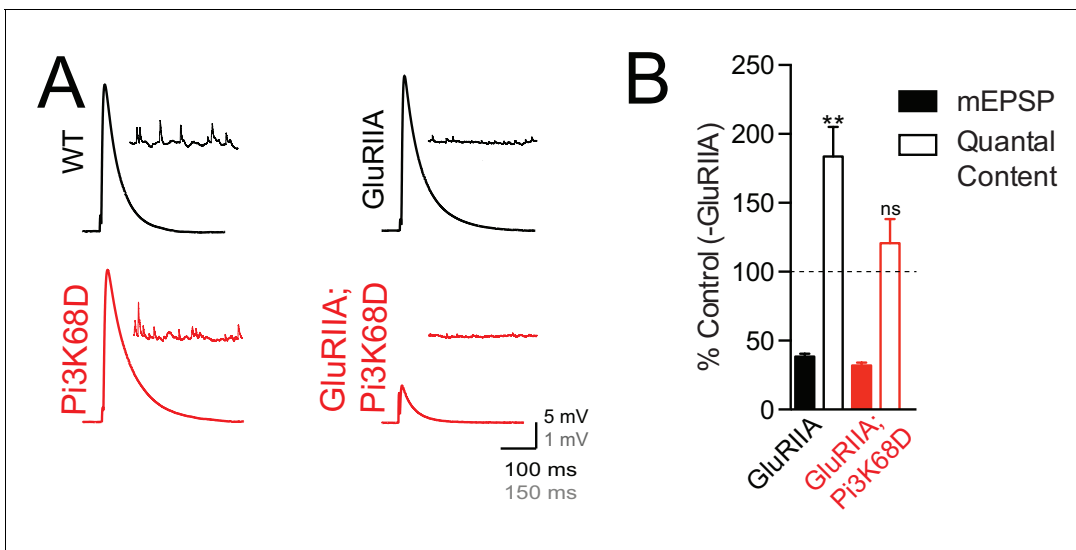 A
WT
GluRIIA
Pi3K68D
GluRIIA;
Pi3K68D
5 mV
1 mV
100 ms
150 ms
B
% Control (-GluRIIA)
250
200
150
100
50
0
**
ns
mEPSP
Quantal
Content
GluRIIA
GluRIIA;
Pi3K68D